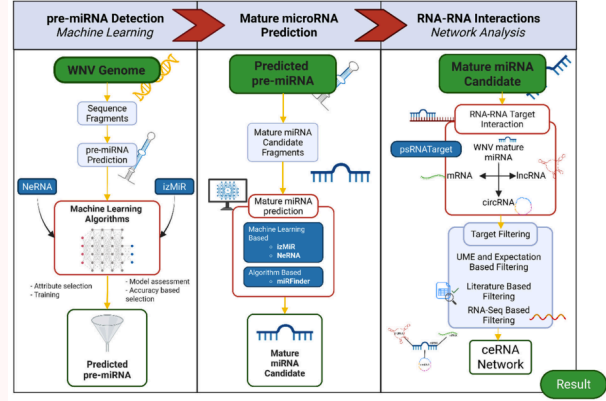 pre-miRNA Detection
Machine Learning
Mature microRNA
Prediction
RNA-RNA Interactions
Network Analysis
WNV Genome
Sequence
Fragments
pre-miRNA
Prediction
NeRNA
izMiR
Machine Learning
Algorithms
- Attribute selection
- Training
- Model assessment
- Accuracy based
selection
Predicted
pre-miRNA
Predicted
pre-miRNA
Mature miRNA
Candidate
Fragments
Mature miRNA
prediction
Machine Learning
Based
izMiR
NeRNA
Algorithm Based
miRFinder
Mature
miRNA
Candidate
Mature miRNA
Candidate
RNA-RNA Target
Interaction
psRNATarget
WNV mature
miRNA
mRNA
lncRNA
circRNA
Target Filtering
UME and Expectation
Based Filtering
Literature Based
Filtering
RNA-Seq Based
Filtering
ceRNA
Network
Result